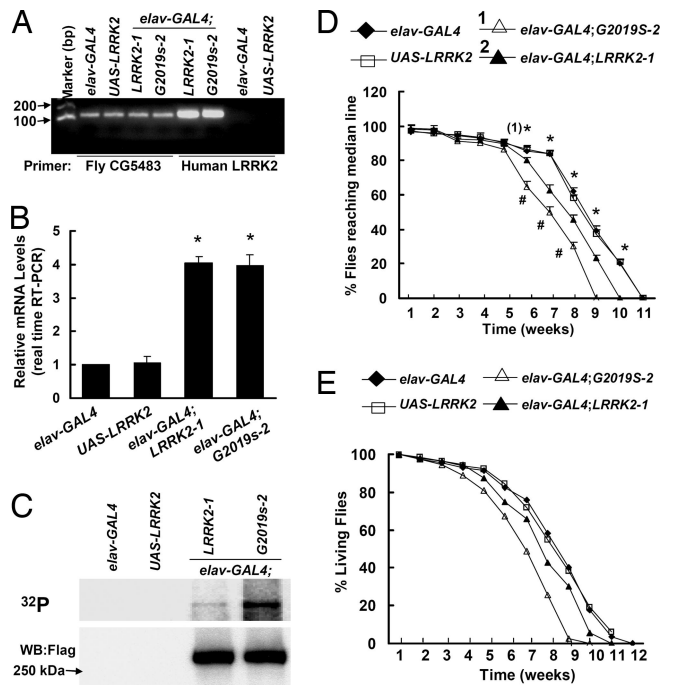 A
Marker (bp)
elav-GAL4
UAS-LRRK2
elav-GAL4;
LRRK2-1
G2019s-2
LRRK2-1
G2019s-2
elav-GAL4
UAS-LRRK2
200
100
Primer: Fly CG5483 Human LRRK2
B
Relative mRNA Levels
(real time RT-PCR)
5
4
3
2
1
0
* *
elav-GAL4
UAS-LRRK2
elav-GAL4;
LRRK2-1
elav-GAL4;
G2019s-2
C
elav-GAL4
UAS-LRRK2
LRRK2-1
G2019s-2
elav-GAL4;
32P
WB:Flag
250 kDa
D
elav-GAL4 1 elav-GAL4;G2019S-2
UAS-LRRK2 2 elav-GAL4;LRRK2-1
% Flies reaching median line
120
100
80
60
40
20
0
(1)* * * * *
# # #
1 2 3 4 5 6 7 8 9 10 11
Time (weeks)
E
elav-GAL4 elav-GAL4;G2019S-2
UAS-LRRK2 elav-GAL4;LRRK2-1
% Living Flies
100
80
60
40
20
0
1 2 3 4 5 6 7 8 9 10 11 12
Time (weeks)